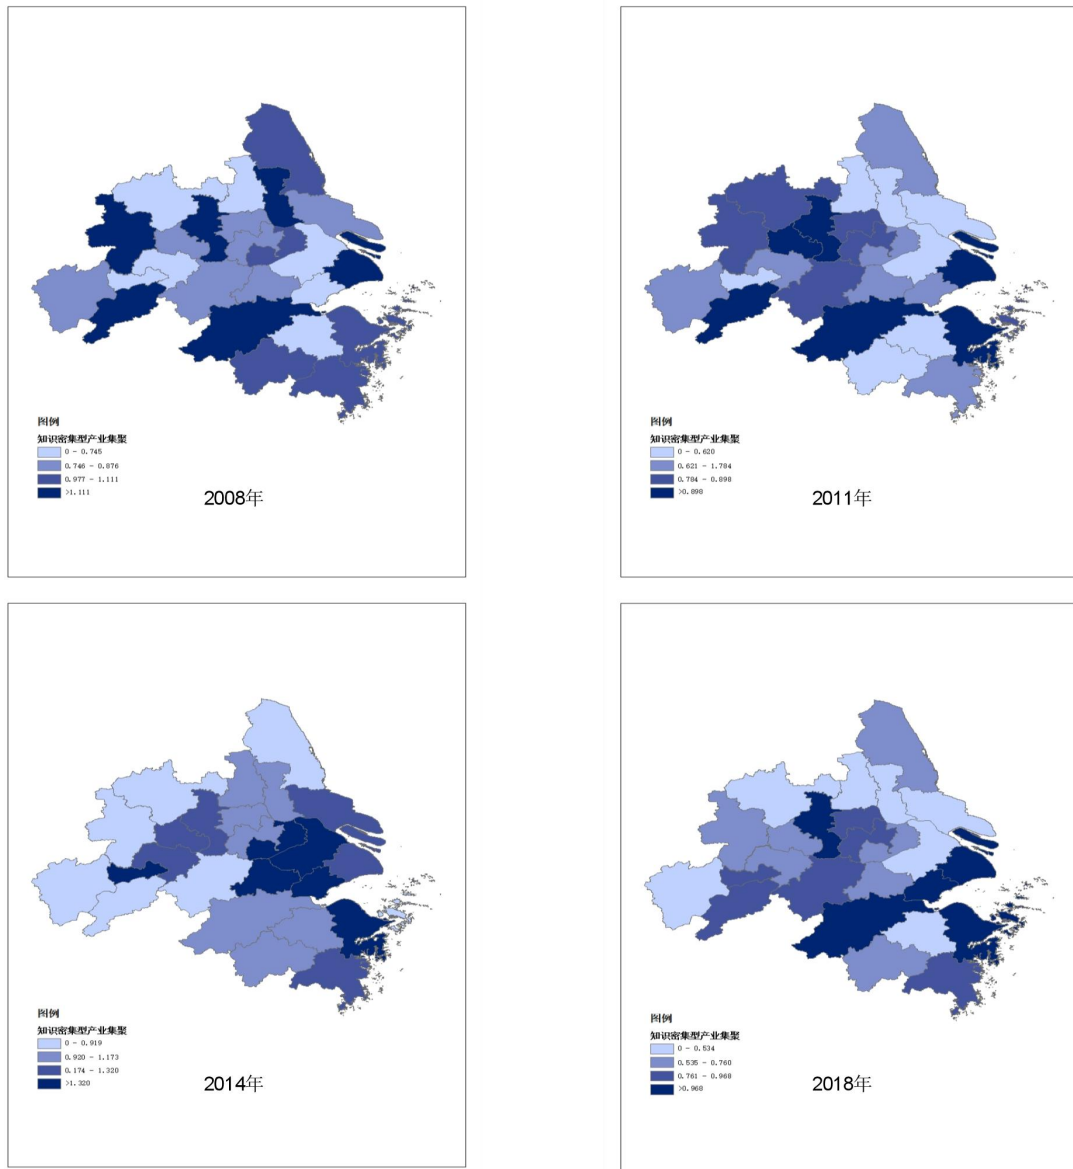 图例
知识密集型产业集聚
0 - 0.745
0.746 - 0.876
0.977 - 1.111
>1.111
2008年
图例
知识密集型产业集聚
0 - 0.620
0.621 - 1.784
0.784 - 0.898
>0.898
2011年
图例
知识密集型产业集聚
0 - 0.919
0.920 - 1.173
0.174 - 1.320
>1.320
2014年
图例
知识密集型产业集聚
0 - 0.534
0.535 - 0.760
0.761 - 0.968
>0.968
2018年